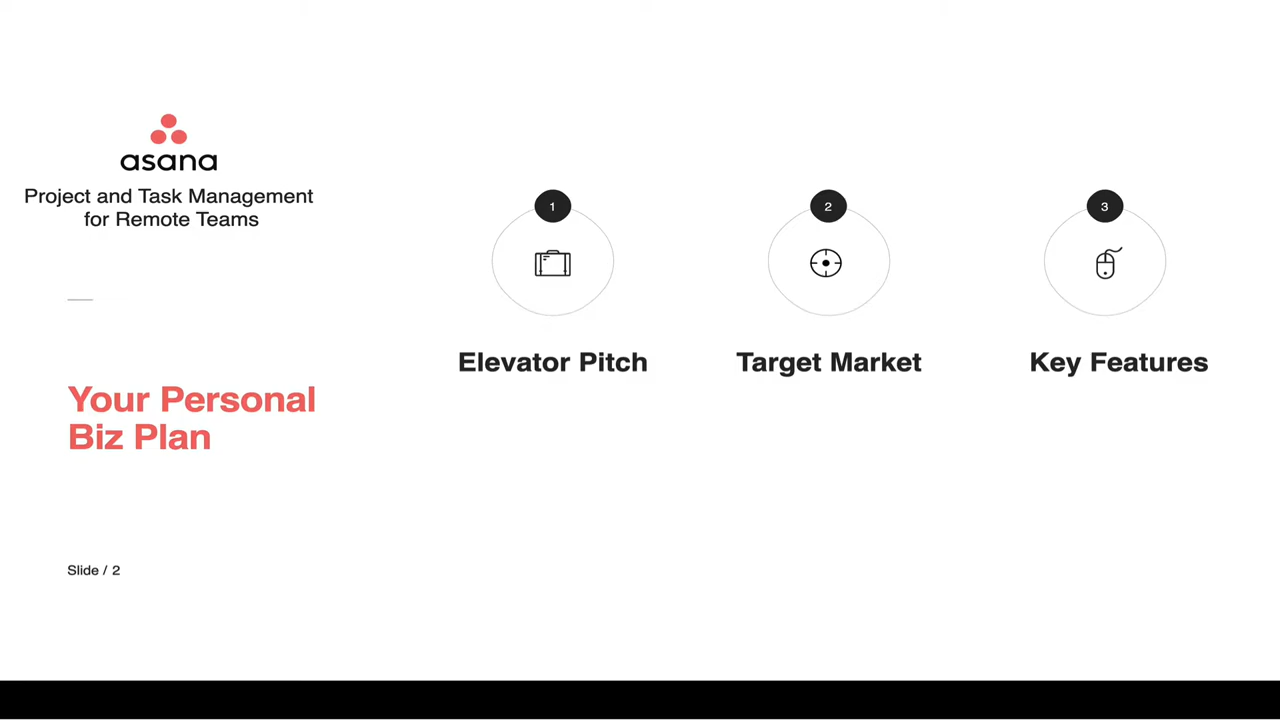 asana
Project and Task Management
for Remote Teams
Your Personal
Biz Plan
Slide / 2
1
Elevator Pitch
2
Target Market
3
Key Features